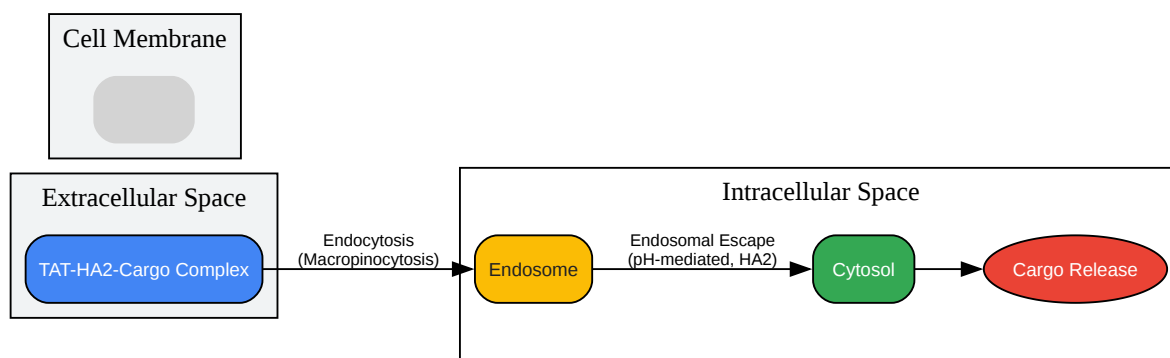 Cell Membrane
Extracellular Space
TAT-HA2-Cargo Complex
Endocytosis
(Macropinocytosis)
Intracellular Space
Endosome
Endosomal Escape
(pH-mediated, HA2)
Cytosol
Cargo Release